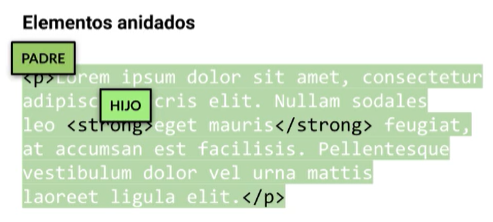 Elementos anidados
PADRE
<p>Lorem ipsum dolor sit amet, consectetur
adipisc cris elit. Nullam sodales
HIJO
leo <strong>eget mauris</strong> feugiat,
at accumsan est facilisis. Pellentesque
vestibulum dolor vel urna mattis
laoreet ligula elit.</p>